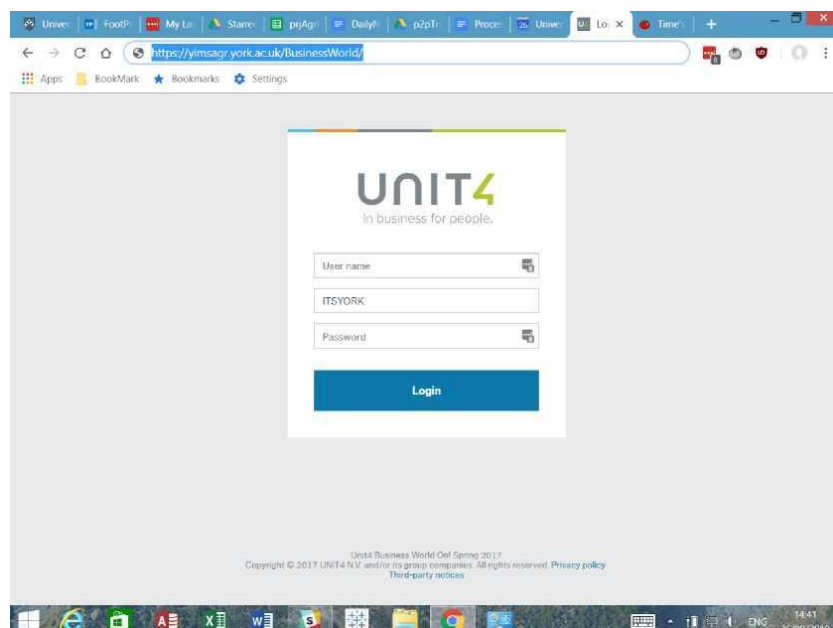 Univer FootP My La Starre prjAgr DailyN p2pTr Proce Univer Lo Time's
https://yimsagr.york.ac.uk/BusinessWorld/
Apps BookMark Bookmarks Settings
UNIT4
In business for people.
User name
ITSYORK
Password
Login
Unit4 Business World On! Spring 2017
Copyright © 2017 UNIT4 N.V. and/or its group companies. All rights reserved. Privacy policy
Third-party notices
ENG 14:41